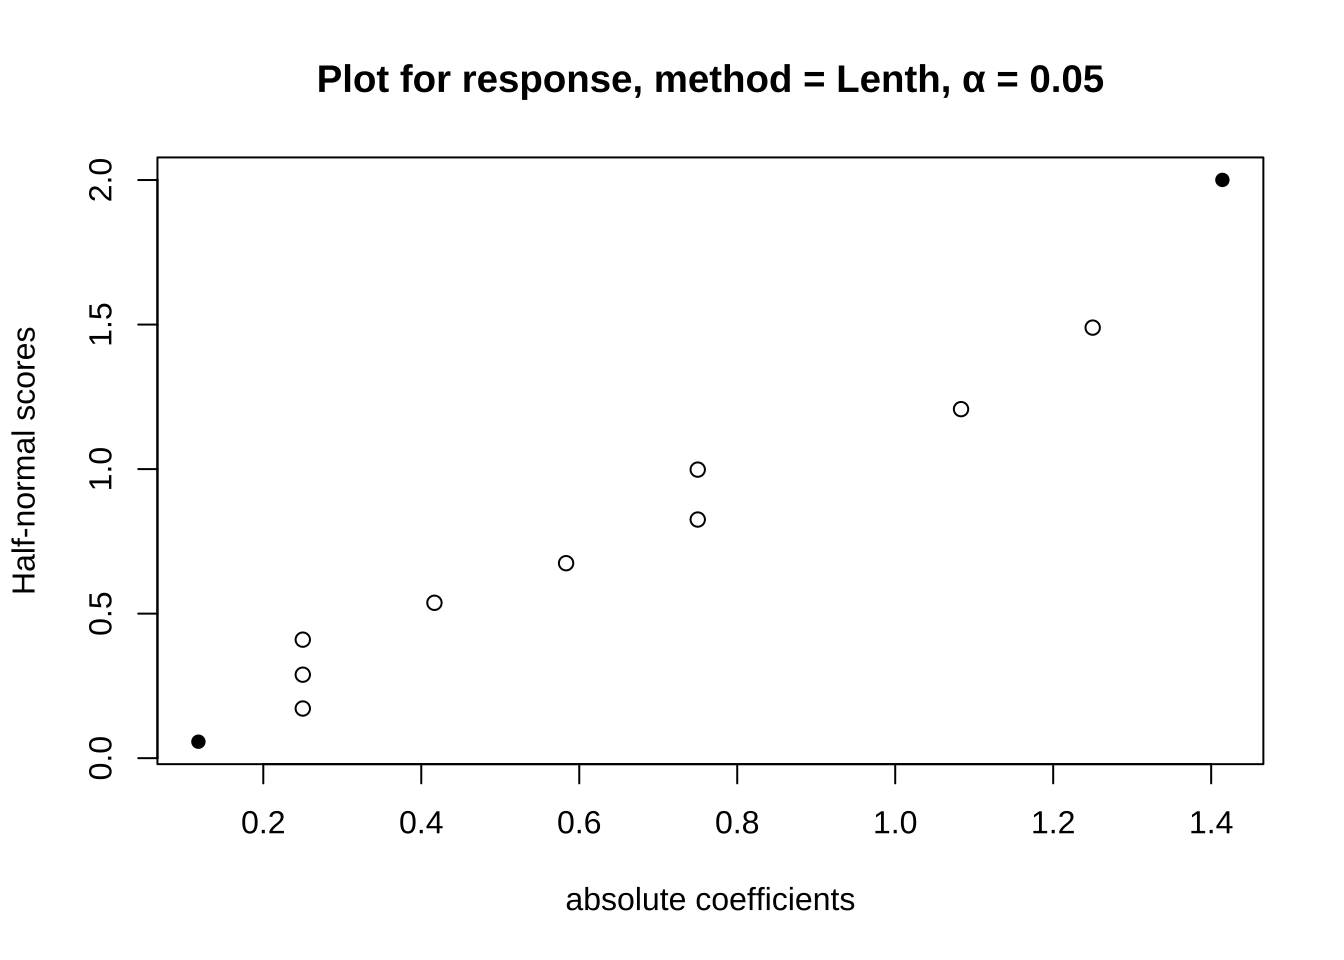 Plot for response, method = Lenth, α = 0.05
Half-normal scores
2.0
1.5
1.0
0.5
0.0
0.2 0.4 0.6 0.8 1.0 1.2 1.4
absolute coefficients